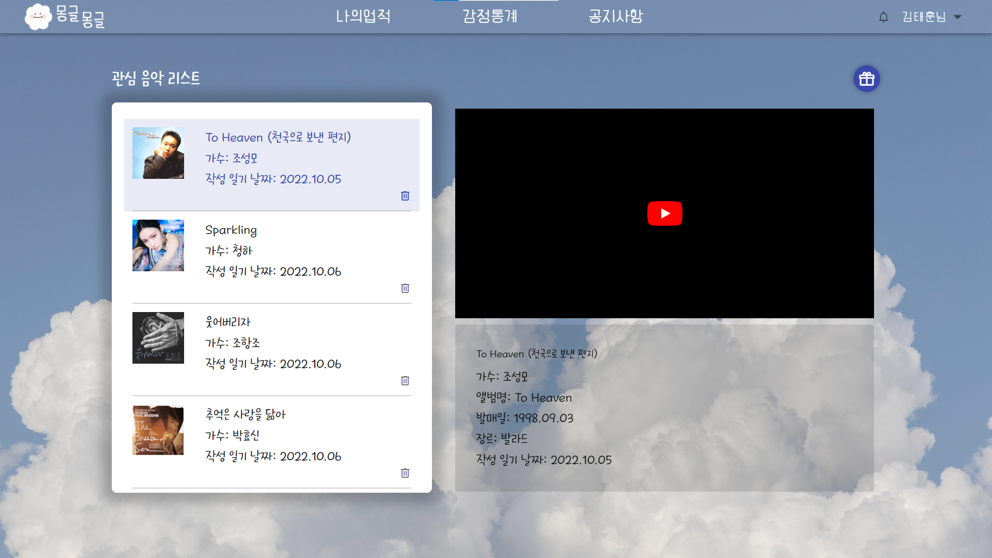 몽글몽글
나의업적
감정통계
공지사항
김태훈님
관심 음악 리스트
To Heaven (천국으로 보낸 편지)
가수: 조성모
작성 일기 날짜: 2022.10.05
Sparkling
가수: 청하
작성 일기 날짜: 2022.10.06
웃어버리자
가수: 조항조
작성 일기 날짜: 2022.10.06
추억은 사랑을 닮아
가수: 박효신
작성 일기 날짜: 2022.10.06
To Heaven (천국으로 보낸 편지)
가수: 조성모
앨범명: To Heaven
발매일: 1998.09.03
장르: 발라드
작성 일기 날짜: 2022.10.05